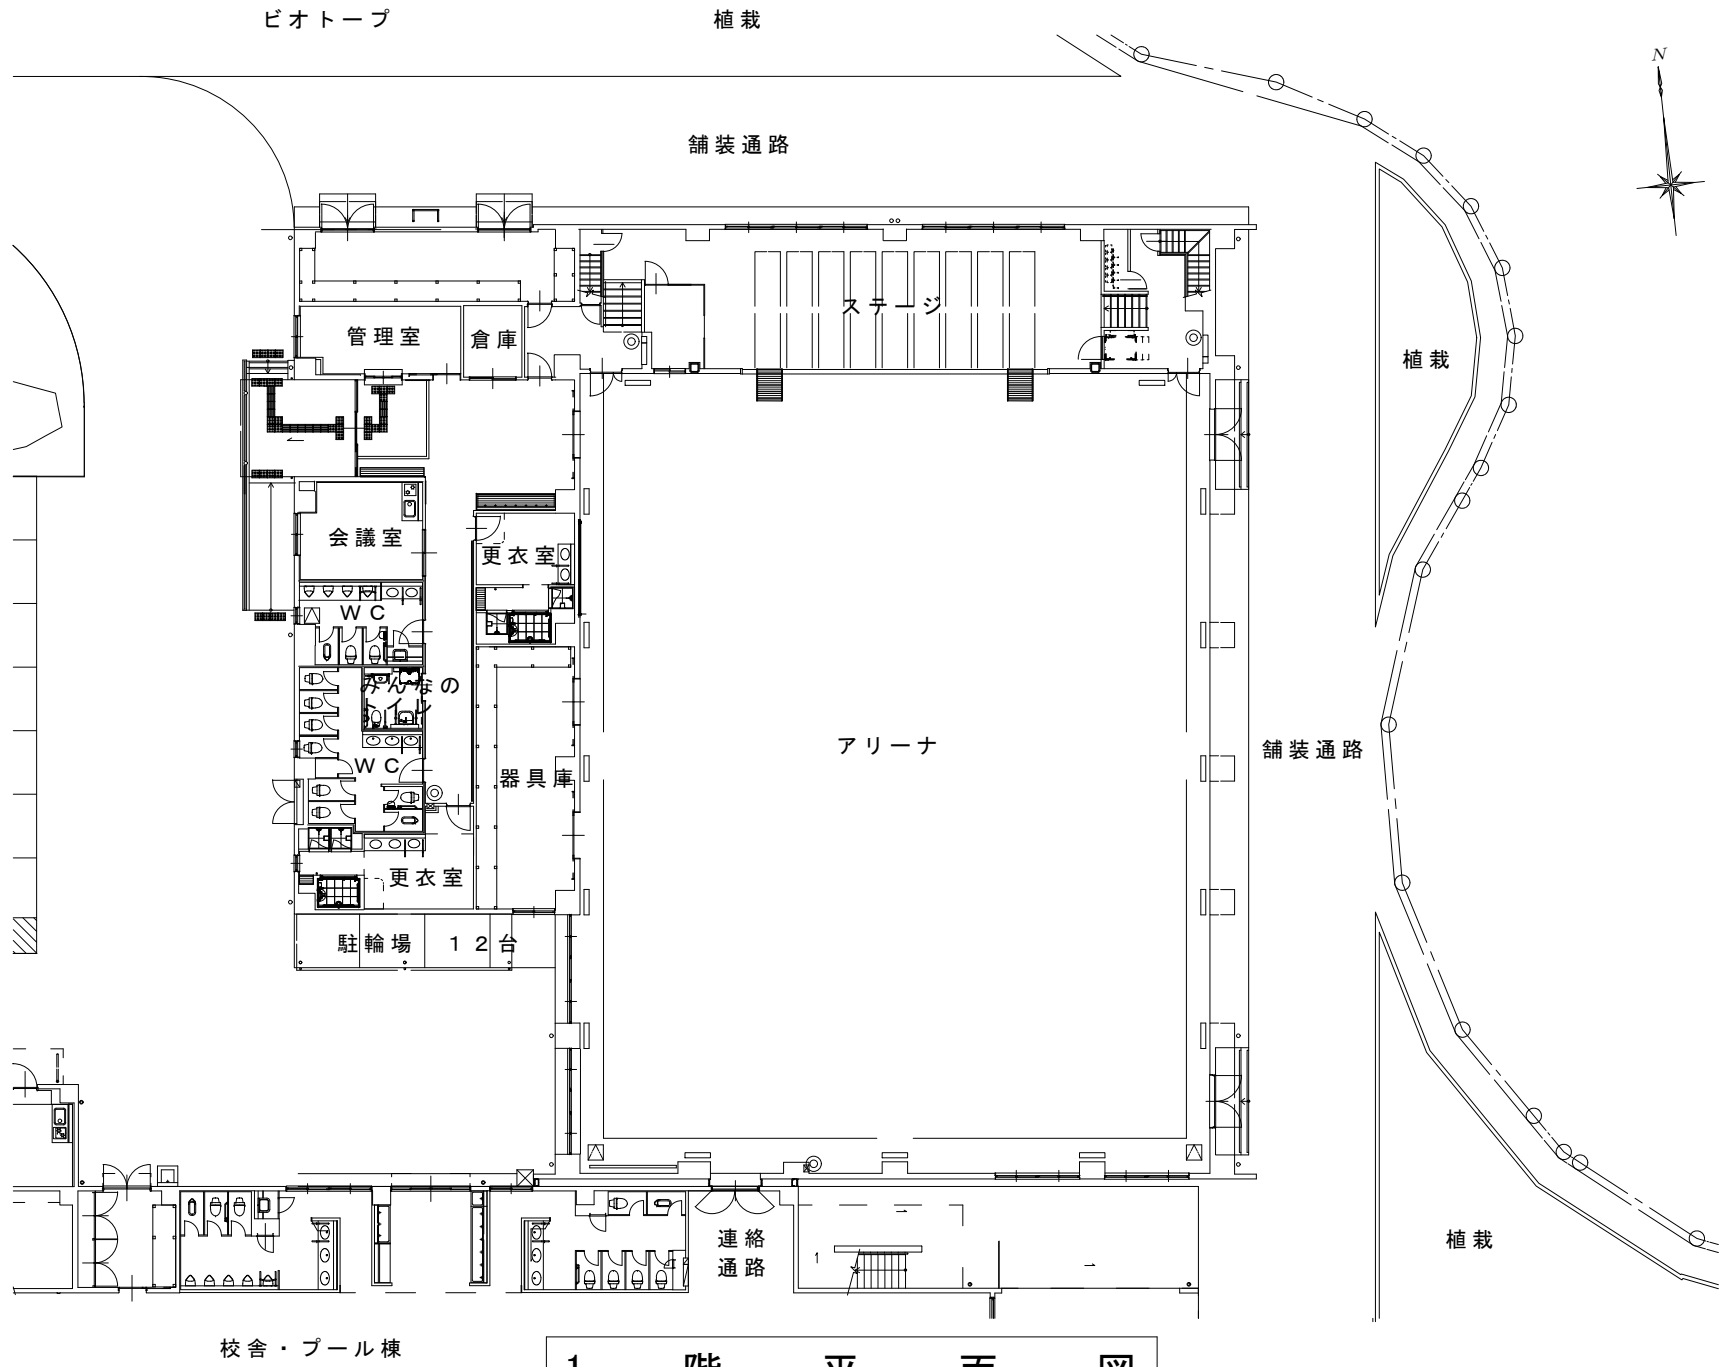 ビオトープ
植栽
N
舗装通路
ステージ
管理室
倉庫
植栽
会議室
更衣室
WC
みんなの
トイレ
アリーナ
舗装通路
WC
器具庫
更衣室
駐輪場 12台
連絡
通路
植栽
校舎・プール棟
1階平面図